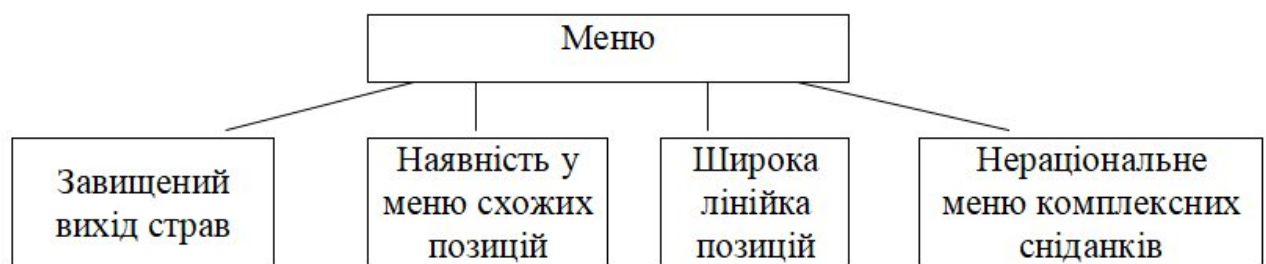 Меню
Завищений
вихід страв
Наявність у
меню схожих
позицій
Широка
лінійка
позицій
Нераціональне
меню комплексних
сніданків